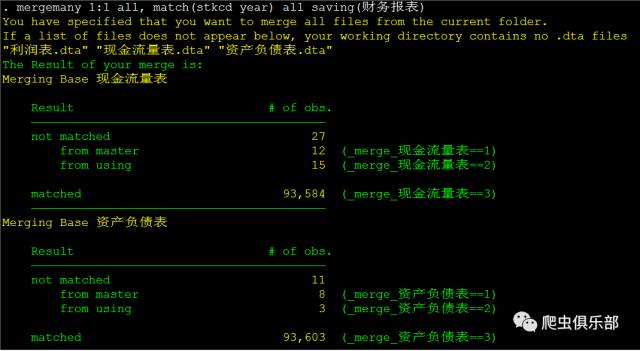 . mergemany 1:1 all, match(stkcd year) all saving(财务报表)
You have specified that you want to merge all files from the current folder.
If a list of files does not appear below, your working directory contains no .dta files
"利润表.dta" "现金流量表.dta" "资产负债表.dta"
The Result of your merge is:
Merging Base 现金流量表
Result # of obs.
not matched 27
from master 12 (_merge_现金流量表==1)
from using 15 (_merge_现金流量表==2)
matched 93,584 (_merge_现金流量表==3)
Merging Base 资产负债表
Result # of obs.
not matched 11
from master 8 (_merge_资产负债表==1)
from using 3 (_merge_资产负债表==2)
matched 93,603 (_merge_资产负债表==3)
爬虫俱乐部